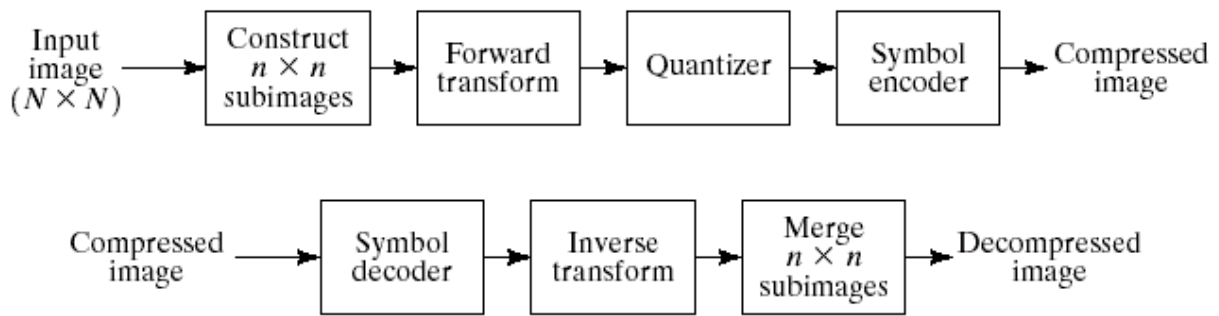 Input
image
(N × N)
Construct
n × n
subimages
Forward
transform
Quantizer
Symbol
encoder
Compressed
image
Compressed
image
Symbol
decoder
Inverse
transform
Merge
n × n
subimages
Decompressed
image